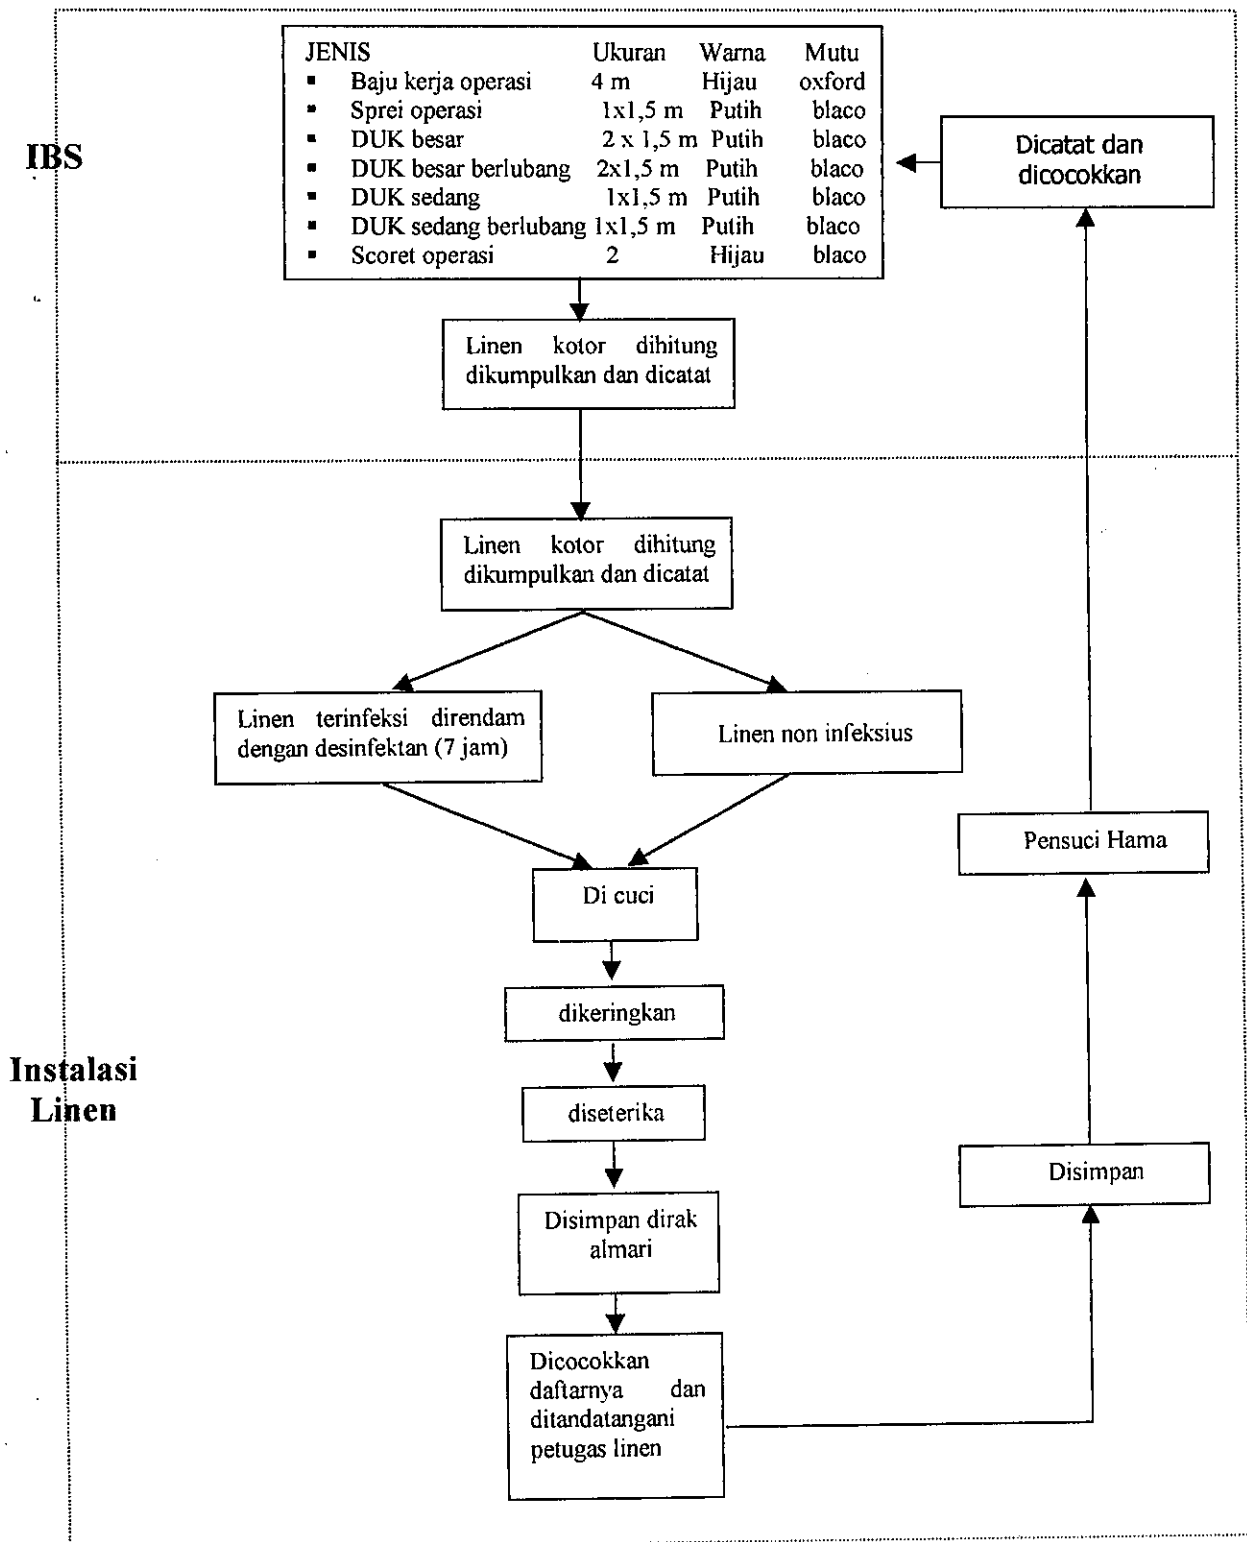 JENIS Ukuran Warna Mutu
▪ Baju kerja operasi 4 m Hijau oxford
▪ Sprei operasi 1x1,5 m Putih blaco
▪ DUK besar 2 x 1,5 m Putih blaco
▪ DUK besar berlubang 2x1,5 m Putih blaco
▪ DUK sedang 1x1,5 m Putih blaco
▪ DUK sedang berlubang 1x1,5 m Putih blaco
▪ Scoret operasi 2 Hijau blaco
IBS
Dicatat dan
dicocokkan
Linen kotor dihitung
dikumpulkan dan dicatat
Linen kotor dihitung
dikumpulkan dan dicatat
Linen terinfeksi direndam
dengan desinfektan (7 jam)
Linen non infeksius
Di cuci
Pensuci Hama
dikeringkan
Instalasi
Linen
diseterika
Disimpan
Disimpan dirak
almari
Dicocokkan
daftarnya dan
ditandatangani
petugas linen